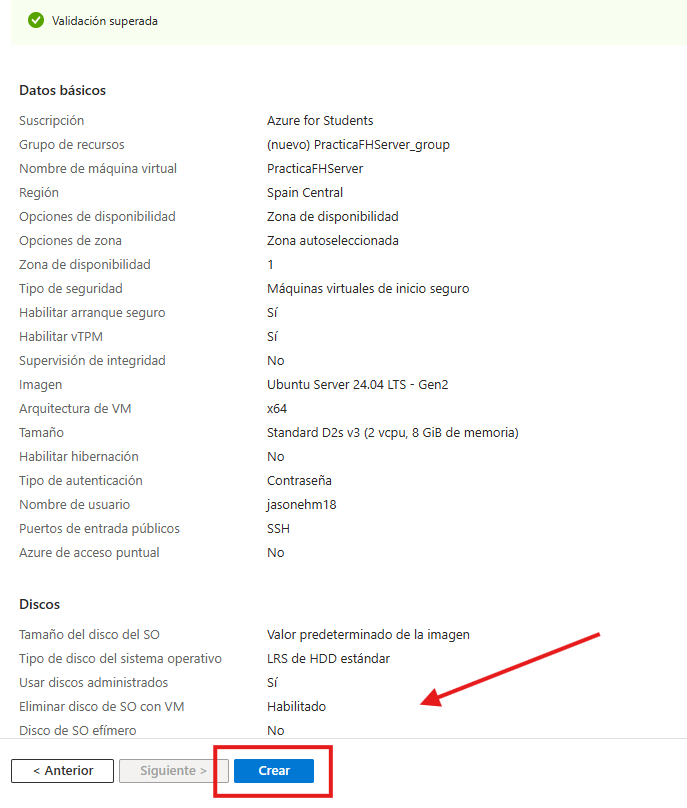 Validación superada
Datos básicos
Suscripción Azure for Students
Grupo de recursos (nuevo) PracticaFHServer_group
Nombre de máquina virtual PracticaFHServer
Región Spain Central
Opciones de disponibilidad Zona de disponibilidad
Opciones de zona Zona autoseleccionada
Zona de disponibilidad 1
Tipo de seguridad Máquinas virtuales de inicio seguro
Habilitar arranque seguro Sí
Habilitar vTPM Sí
Supervisión de integridad No
Imagen Ubuntu Server 24.04 LTS - Gen2
Arquitectura de VM x64
Tamaño Standard D2s v3 (2 vcpu, 8 GiB de memoria)
Habilitar hibernación No
Tipo de autenticación Contraseña
Nombre de usuario jasonehm18
Puertos de entrada públicos SSH
Azure de acceso puntual No
Discos
Tamaño del disco del SO Valor predeterminado de la imagen
Tipo de disco del sistema operativo LRS de HDD estándar
Usar discos administrados Sí
Eliminar disco de SO con VM Habilitado
Disco de SO efímero No
< Anterior Siguiente > Crear